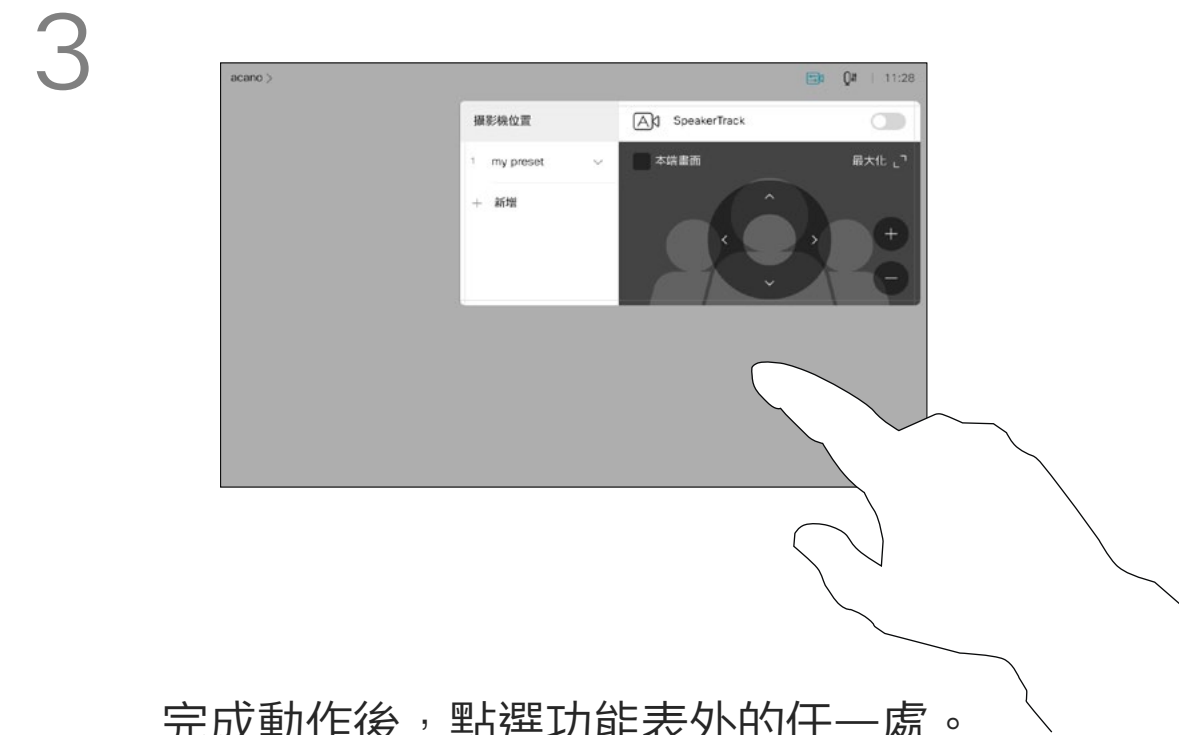 3
acano >
11:28
攝影機位置
SpeakerTrack
1 my preset
本端畫面
最大化
+ 新增
完成動作後，點選功能表外的任一處。